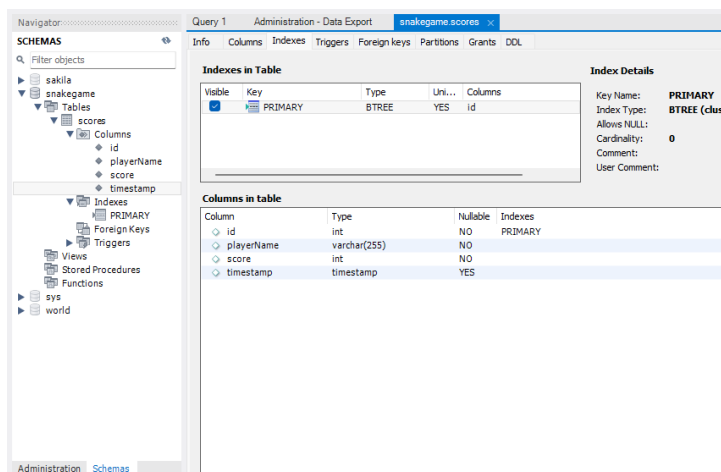 Navigator
SCHEMAS
Filter objects
sakila
snakegame
Tables
scores
Columns
id
playerName
score
timestamp
Indexes
PRIMARY
Foreign Keys
Triggers
Views
Stored Procedures
Functions
sys
world
Administration Schemas
Query 1 Administration - Data Export snakegame.scores
Info Columns Indexes Triggers Foreign keys Partitions Grants DDL
Indexes in Table
Visible Key Type Uni... Columns
PRIMARY BTREE YES id
Index Details
Key Name: PRIMARY
Index Type: BTREE (clus
Allows NULL:
Cardinality: 0
Comment:
User Comment:
Columns in table
Column Type Nullable Indexes
id int NO PRIMARY
playerName varchar(255) NO
score int NO
timestamp timestamp YES